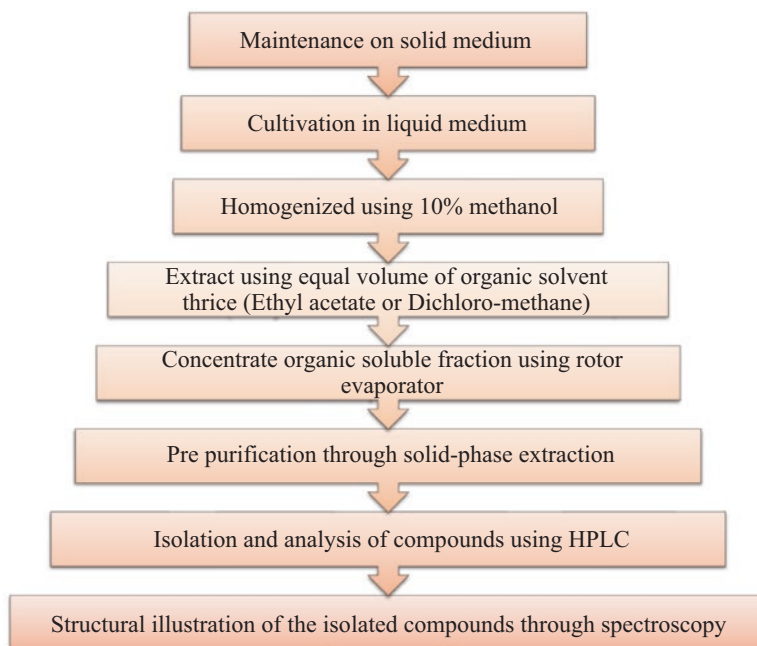 Maintenance on solid medium
Cultivation in liquid medium
Homogenized using 10% methanol
Extract using equal volume of organic solvent
thrice (Ethyl acetate or Dichloro-methane)
Concentrate organic soluble fraction using rotor
evaporator
Pre purification through solid-phase extraction
Isolation and analysis of compounds using HPLC
Structural illustration of the isolated compounds through spectroscopy